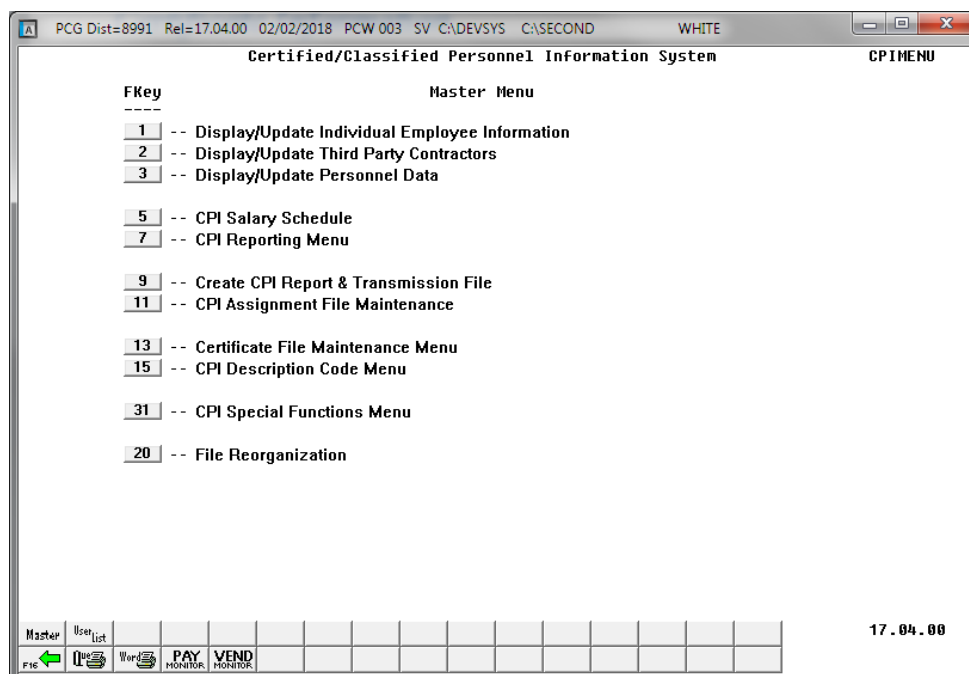 A PCG Dist=8991 Rel=17.04.00 02/02/2018 PCW 003 SV C:\DEVSYS C:\SECOND WHITE
Certified/Classified Personnel Information System CPIMENU
FKey Master Menu
----
1 -- Display/Update Individual Employee Information
2 -- Display/Update Third Party Contractors
3 -- Display/Update Personnel Data
5 -- CPI Salary Schedule
7 -- CPI Reporting Menu
9 -- Create CPI Report & Transmission File
11 -- CPI Assignment File Maintenance
13 -- Certificate File Maintenance Menu
15 -- CPI Description Code Menu
31 -- CPI Special Functions Menu
20 -- File Reorganization
Master User List 17.04.00
F16 Que Word PAY MONITOR VEND MONITOR